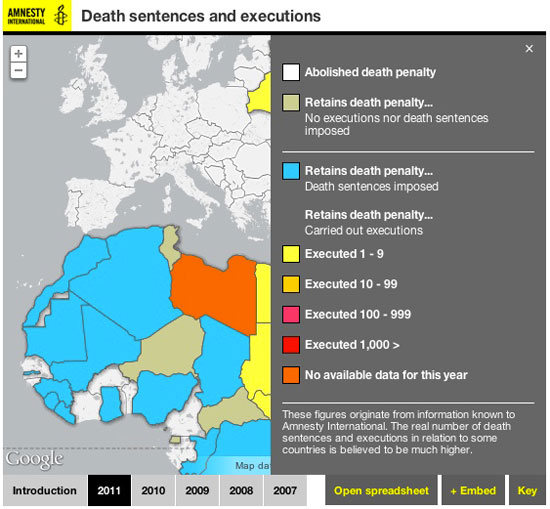 AMNESTY
INTERNATIONAL
Death sentences and executions
+
−
×
Abolished death penalty
Retains death penalty...
No executions nor death sentences
imposed
Retains death penalty...
Death sentences imposed
Retains death penalty...
Carried out executions
Executed 1 - 9
Executed 10 - 99
Executed 100 - 999
Executed 1,000 >
No available data for this year
These figures originate from information known to
Amnesty International. The real number of death
sentences and executions in relation to some
countries is believed to be much higher.
Google
Map da
Introduction
2011
2010
2009
2008
2007
Open spreadsheet
+ Embed
Key